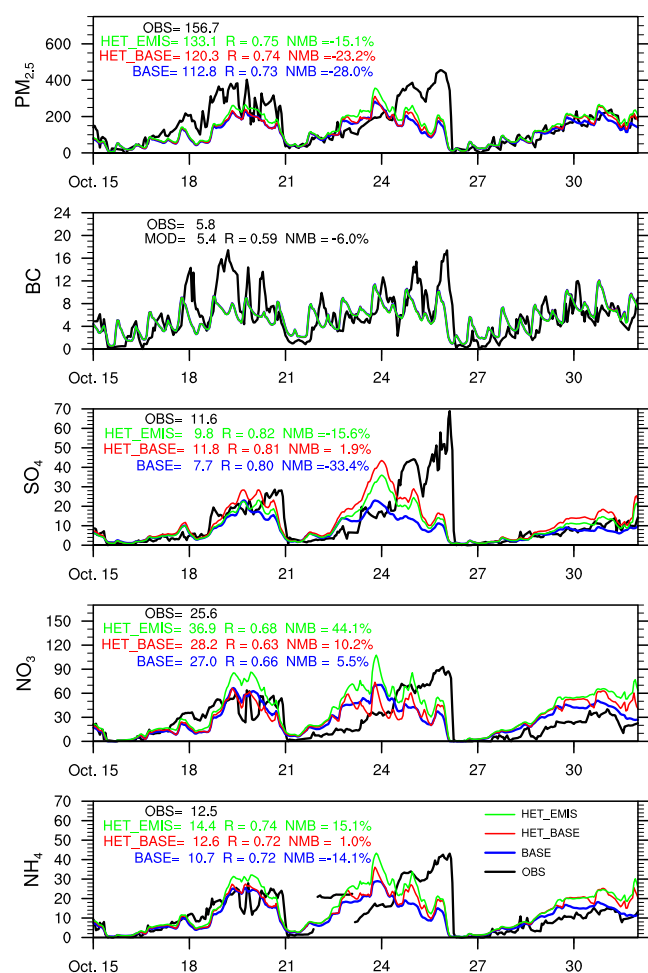 OBS= 156.7
HET_EMIS= 133.1 R = 0.75 NMB =-15.1%
HET_BASE= 120.3 R = 0.74 NMB =-23.2%
BASE= 112.8 R = 0.73 NMB =-28.0%
PM2.5
750
600
400
200
0
Oct. 15 18 21 24 27 30
OBS= 5.8
MOD= 5.4 R = 0.59 NMB =-6.0%
BC
24
20
16
12
8
4
0
Oct. 15 18 21 24 27 30
OBS= 11.6
HET_EMIS= 9.8 R = 0.82 NMB =-15.6%
HET_BASE= 11.8 R = 0.81 NMB = 1.9%
BASE= 7.7 R = 0.80 NMB =-33.4%
SO4
70
60
50
40
30
20
10
0
Oct. 15 18 21 24 27 30
OBS= 25.6
HET_EMIS= 36.9 R = 0.68 NMB = 44.1%
HET_BASE= 28.2 R = 0.63 NMB = 10.2%
BASE= 27.0 R = 0.66 NMB = 5.5%
NO3
150
120
90
60
30
0
Oct. 15 18 21 24 27 30
OBS= 12.5
HET_EMIS= 14.4 R = 0.74 NMB = 15.1%
HET_BASE= 12.6 R = 0.72 NMB = 1.0%
BASE= 10.7 R = 0.72 NMB =-14.1%
HET_EMIS
HET_BASE
BASE
OBS
NH4
70
60
50
40
30
20
10
0
Oct. 15 18 21 24 27 30